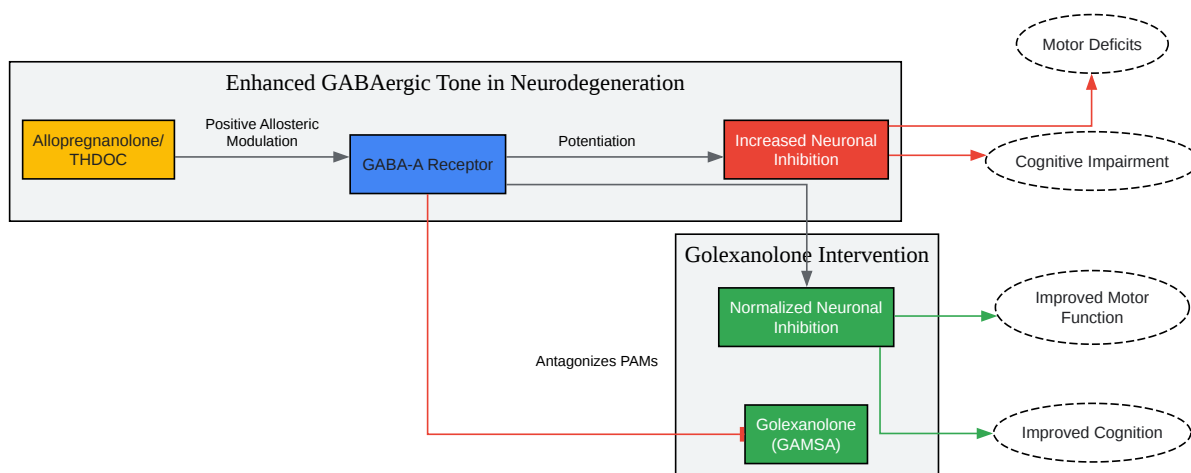 Motor Deficits
Enhanced GABAergic Tone in Neurodegeneration
Allopregnanolone/
THDOC
Positive Allosteric
Modulation
GABA-A Receptor
Potentiation
Increased Neuronal
Inhibition
Cognitive Impairment
Golexanolone Intervention
Normalized Neuronal
Inhibition
Improved Motor
Function
Antagonizes PAMs
Golexanolone
(GAMSA)
Improved Cognition